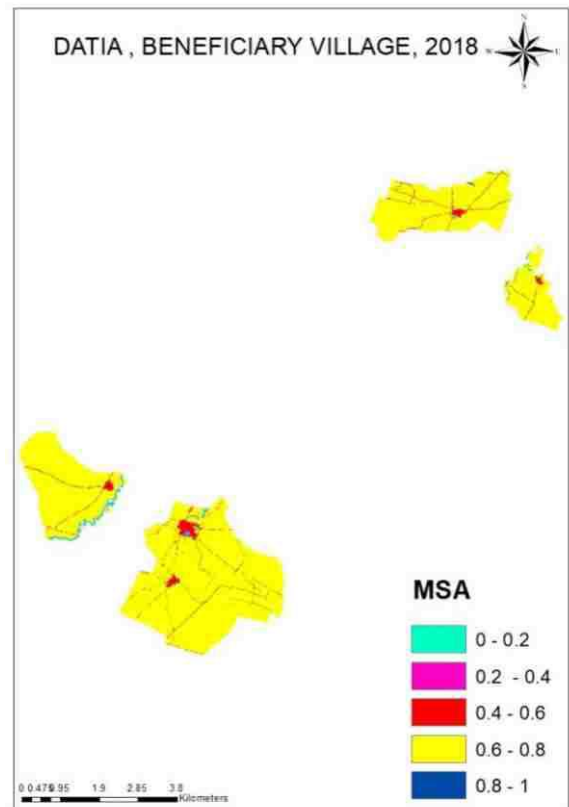 DATIA , BENEFICIARY VILLAGE, 2018
N
W
S
MSA
0 - 0.2
0.2 - 0.4
0.4 - 0.6
0.6 - 0.8
0.8 - 1
1.9 2.85 3.8
Kilometers